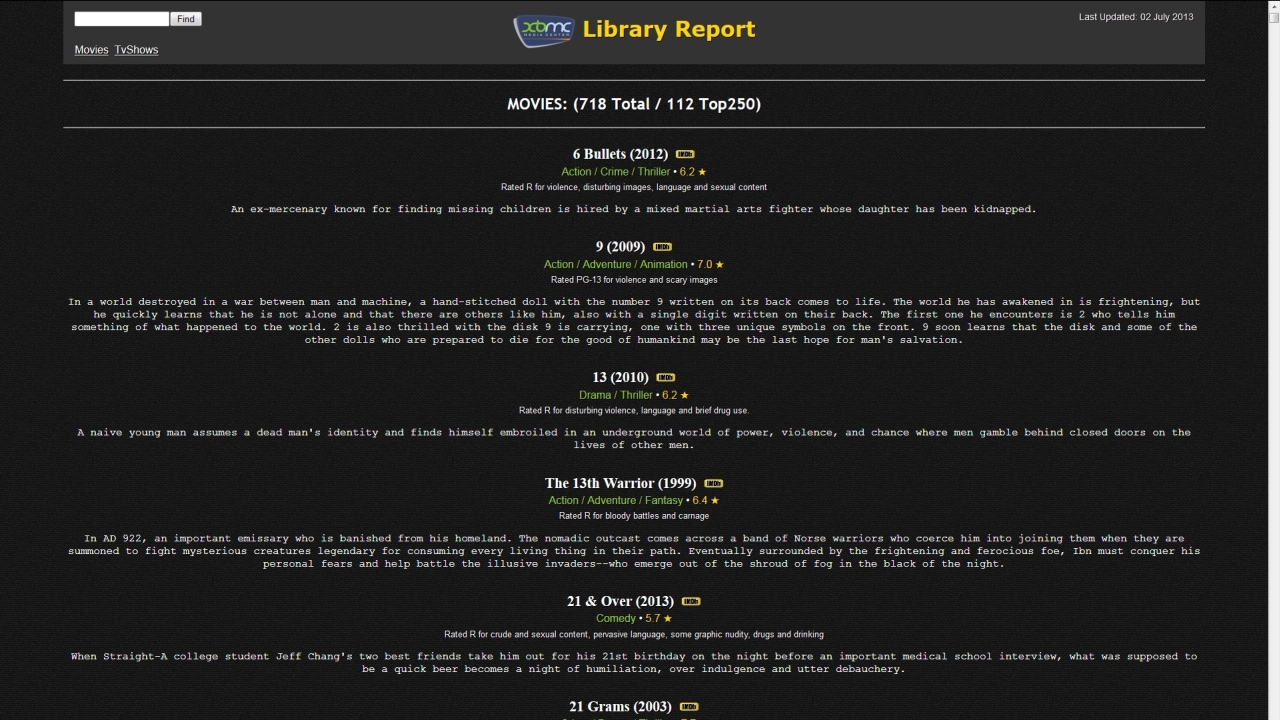 Find
Last Updated: 02 July 2013
xbmc
MEDIA CENTER
Library Report
Movies TvShows
MOVIES: (718 Total / 112 Top250)
6 Bullets (2012) IMDb
Action / Crime / Thriller • 6.2 ★
Rated R for violence, disturbing images, language and sexual content
An ex-mercenary known for finding missing children is hired by a mixed martial arts fighter whose daughter has been kidnapped.
9 (2009) IMDb
Action / Adventure / Animation • 7.0 ★
Rated PG-13 for violence and scary images
In a world destroyed in a war between man and machine, a hand-stitched doll with the number 9 written on its back comes to life. The world he has awakened in is frightening, but
he quickly learns that he is not alone and that there are others like him, also with a single digit written on their back. The first one he encounters is 2 who tells him
something of what happened to the world. 2 is also thrilled with the disk 9 is carrying, one with three unique symbols on the front. 9 soon learns that the disk and some of the
other dolls who are prepared to die for the good of humankind may be the last hope for man's salvation.
13 (2010) IMDb
Drama / Thriller • 6.2 ★
Rated R for disturbing violence, language and brief drug use.
A naive young man assumes a dead man's identity and finds himself embroiled in an underground world of power, violence, and chance where men gamble behind closed doors on the
lives of other men.
The 13th Warrior (1999) IMDb
Action / Adventure / Fantasy • 6.4 ★
Rated R for bloody battles and carnage
In AD 922, an important emissary who is banished from his homeland. The nomadic outcast comes across a band of Norse warriors who coerce him into joining them when they are
summoned to fight mysterious creatures legendary for consuming every living thing in their path. Eventually surrounded by the frightening and ferocious foe, Ibn must conquer his
personal fears and help battle the illusive invaders--who emerge out of the shroud of fog in the black of the night.
21 & Over (2013) IMDb
Comedy • 5.7 ★
Rated R for crude and sexual content, pervasive language, some graphic nudity, drugs and drinking
When Straight-A college student Jeff Chang's two best friends take him out for his 21st birthday on the night before an important medical school interview, what was supposed to
be a quick beer becomes a night of humiliation, over indulgence and utter debauchery.
21 Grams (2003) IMDb